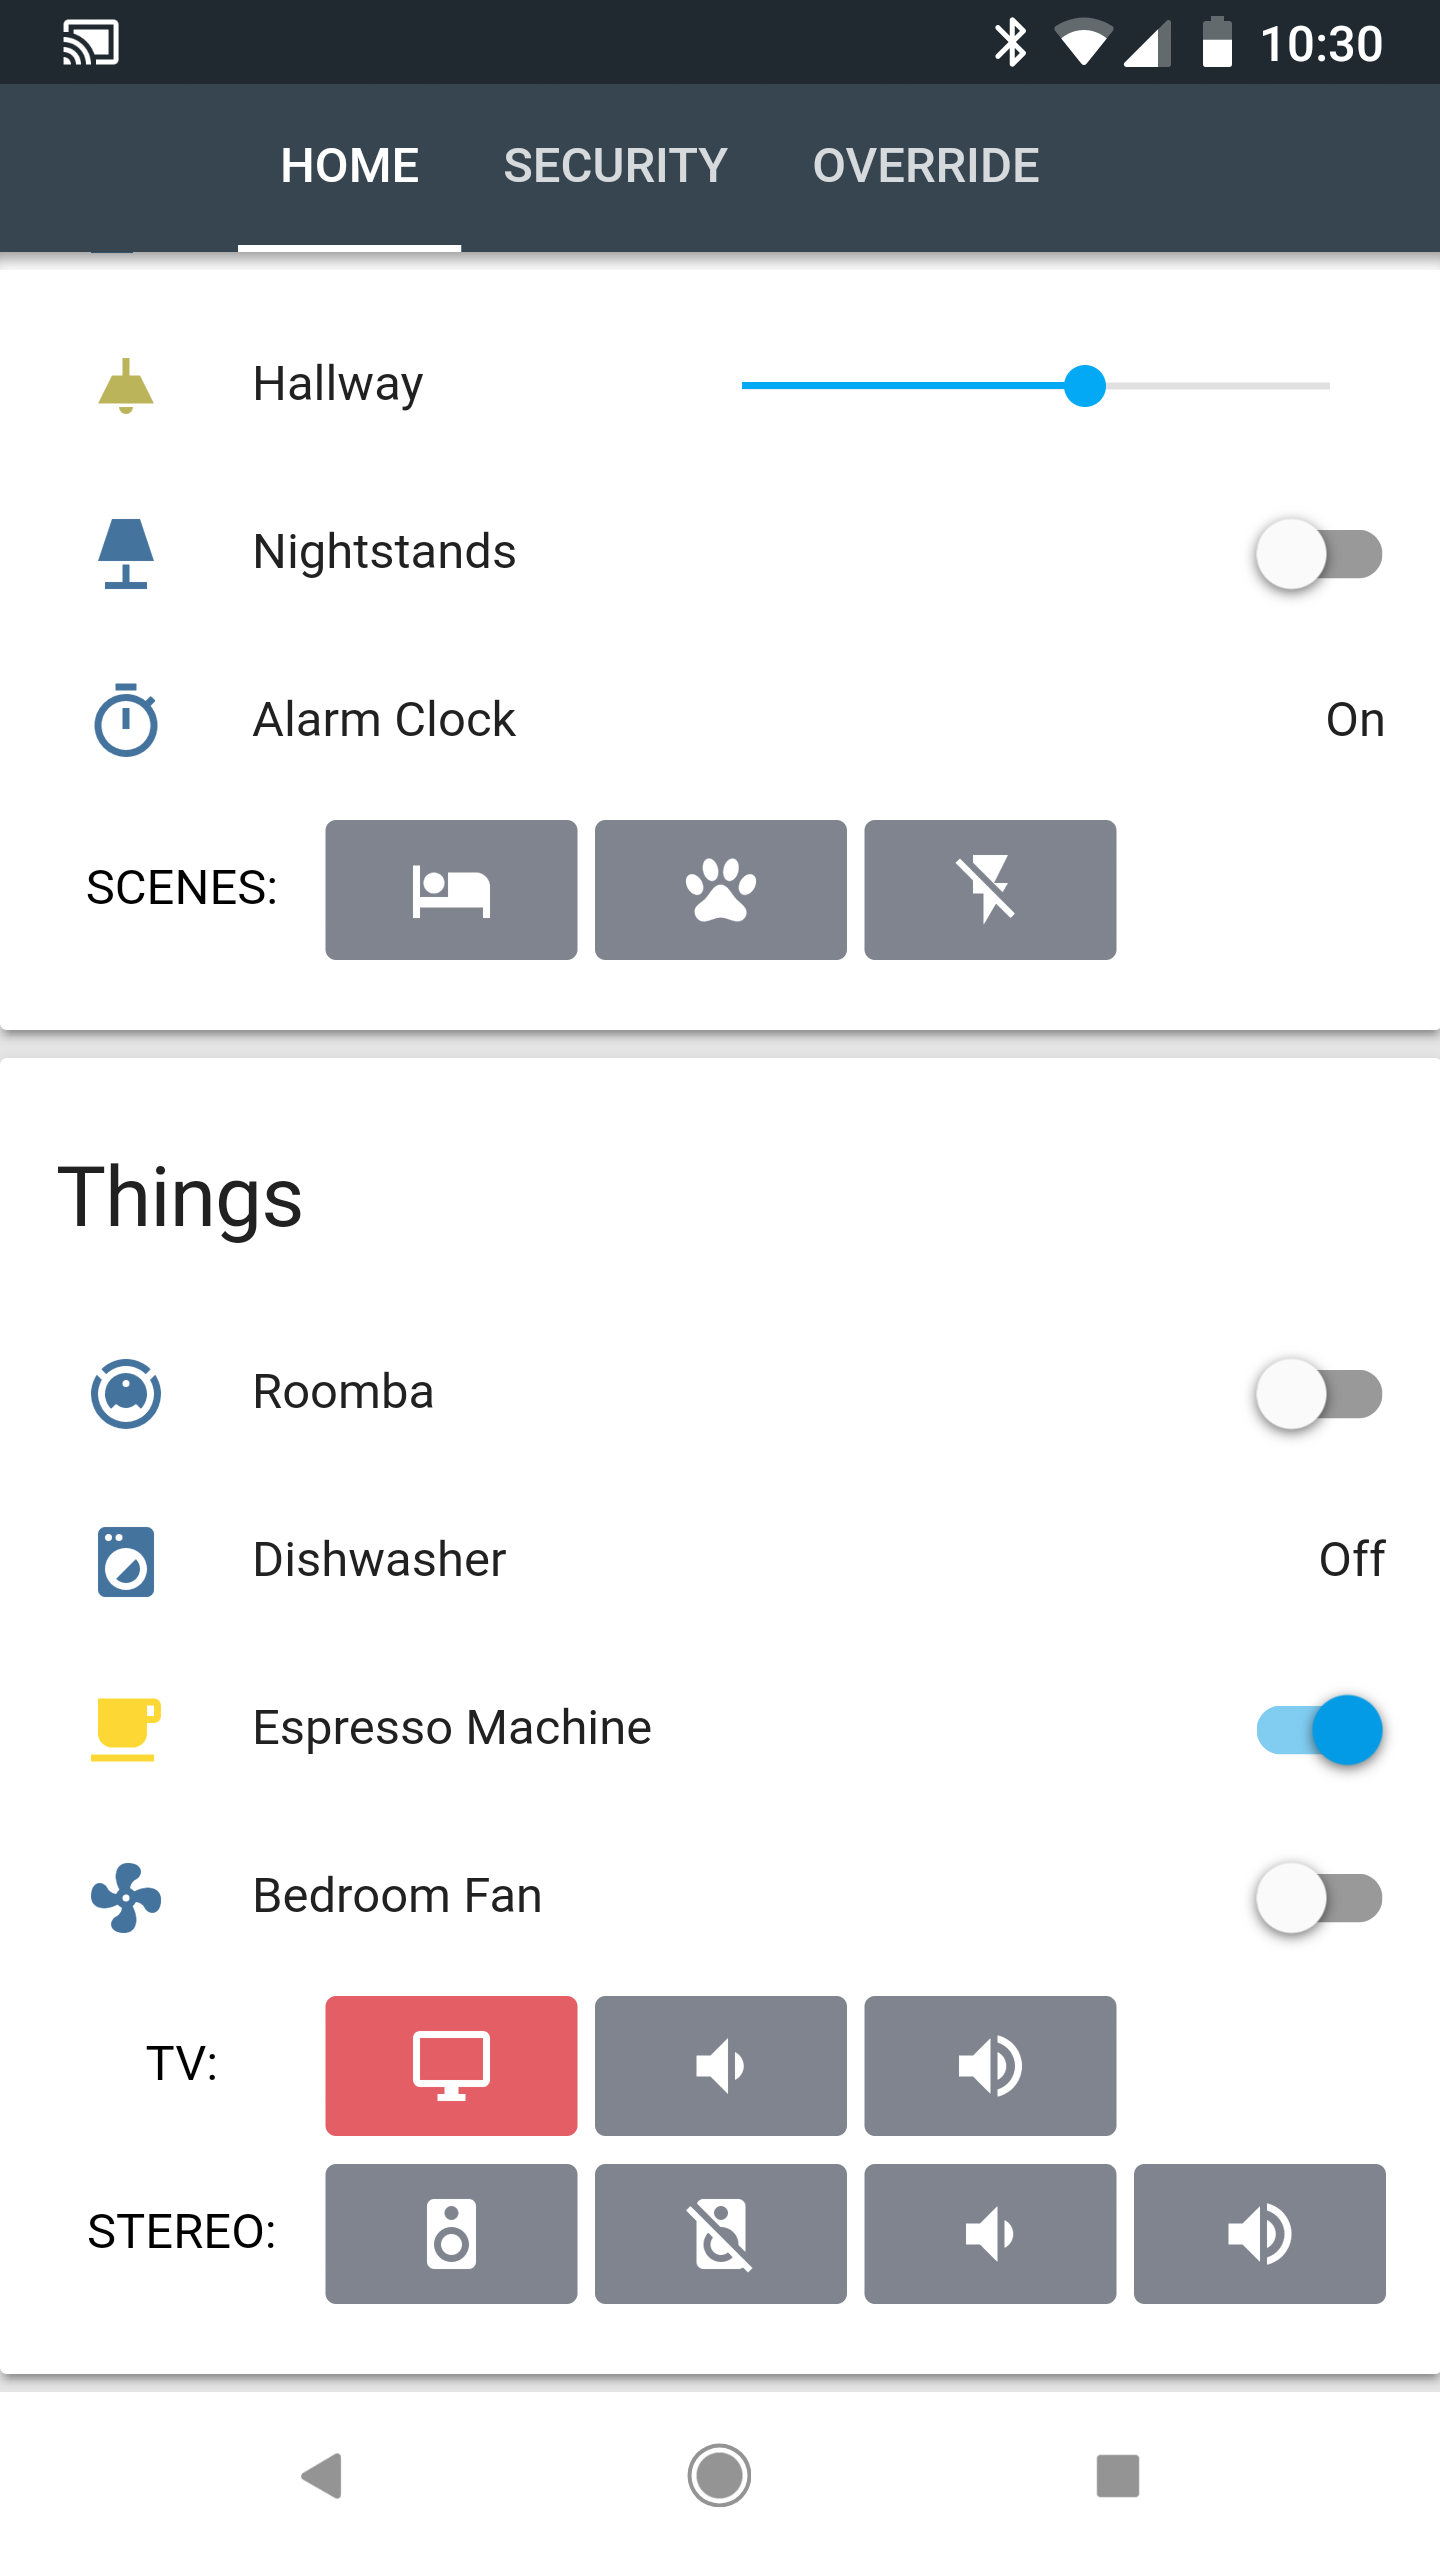 10:30
HOME SECURITY OVERRIDE
Hallway
Nightstands
Alarm Clock On
SCENES:
Things
Roomba
Dishwasher Off
Espresso Machine
Bedroom Fan
TV:
STEREO: